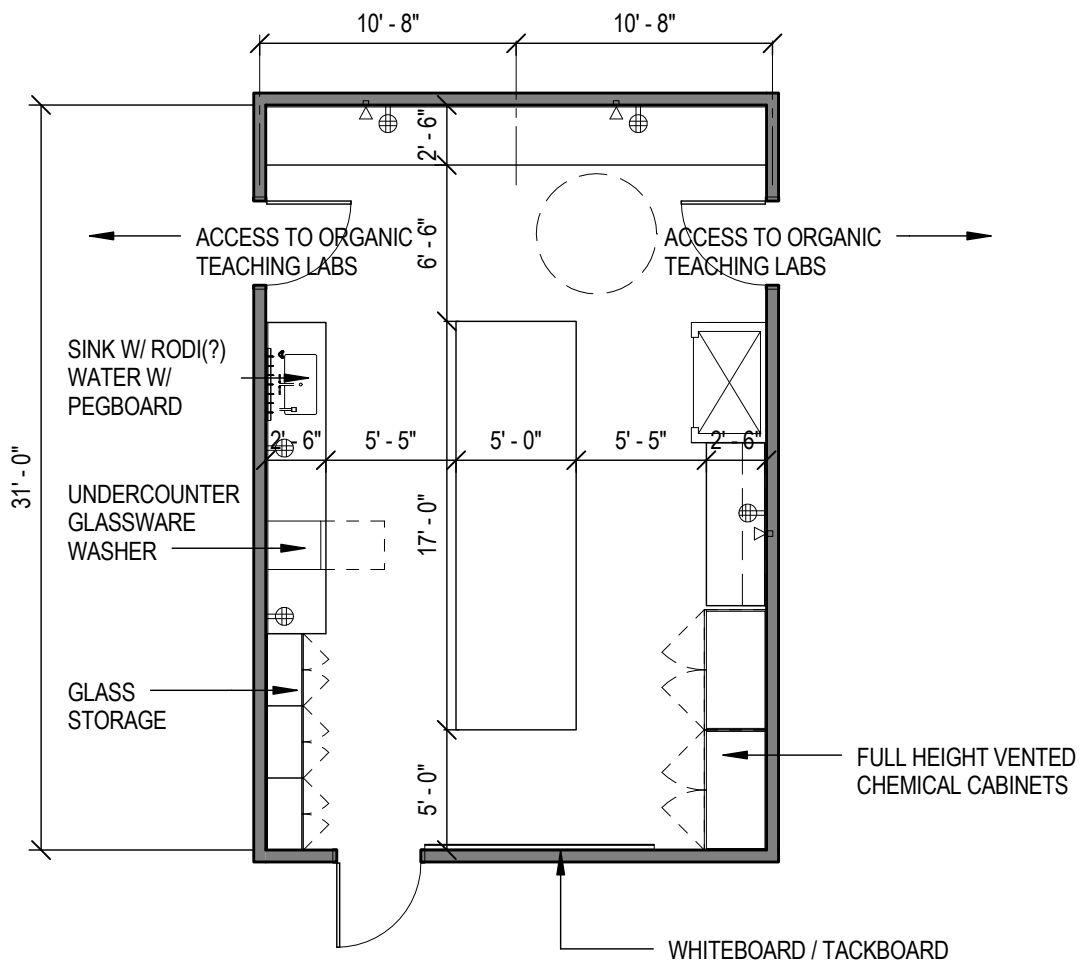 10' - 8" 10' - 8"
2' - 6"
ACCESS TO ORGANIC
TEACHING LABS
6' - 6"
ACCESS TO ORGANIC
TEACHING LABS
31' - 0"
SINK W/ RODI(?)
WATER W/
PEGBOARD
2' - 6" 5' - 5" 5' - 0" 5' - 5" 2' - 6"
UNDERCOUNTER
GLASSWARE
WASHER
17' - 0"
GLASS
STORAGE
5' - 0"
FULL HEIGHT VENTED
CHEMICAL CABINETS
WHITEBOARD / TACKBOARD